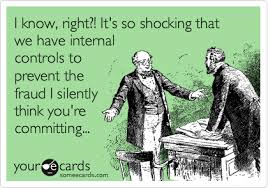 I know, right?! It's so shocking that
we have internal
controls to
prevent the
fraud I silently
think you're
committing...
your e cards
someecards.com